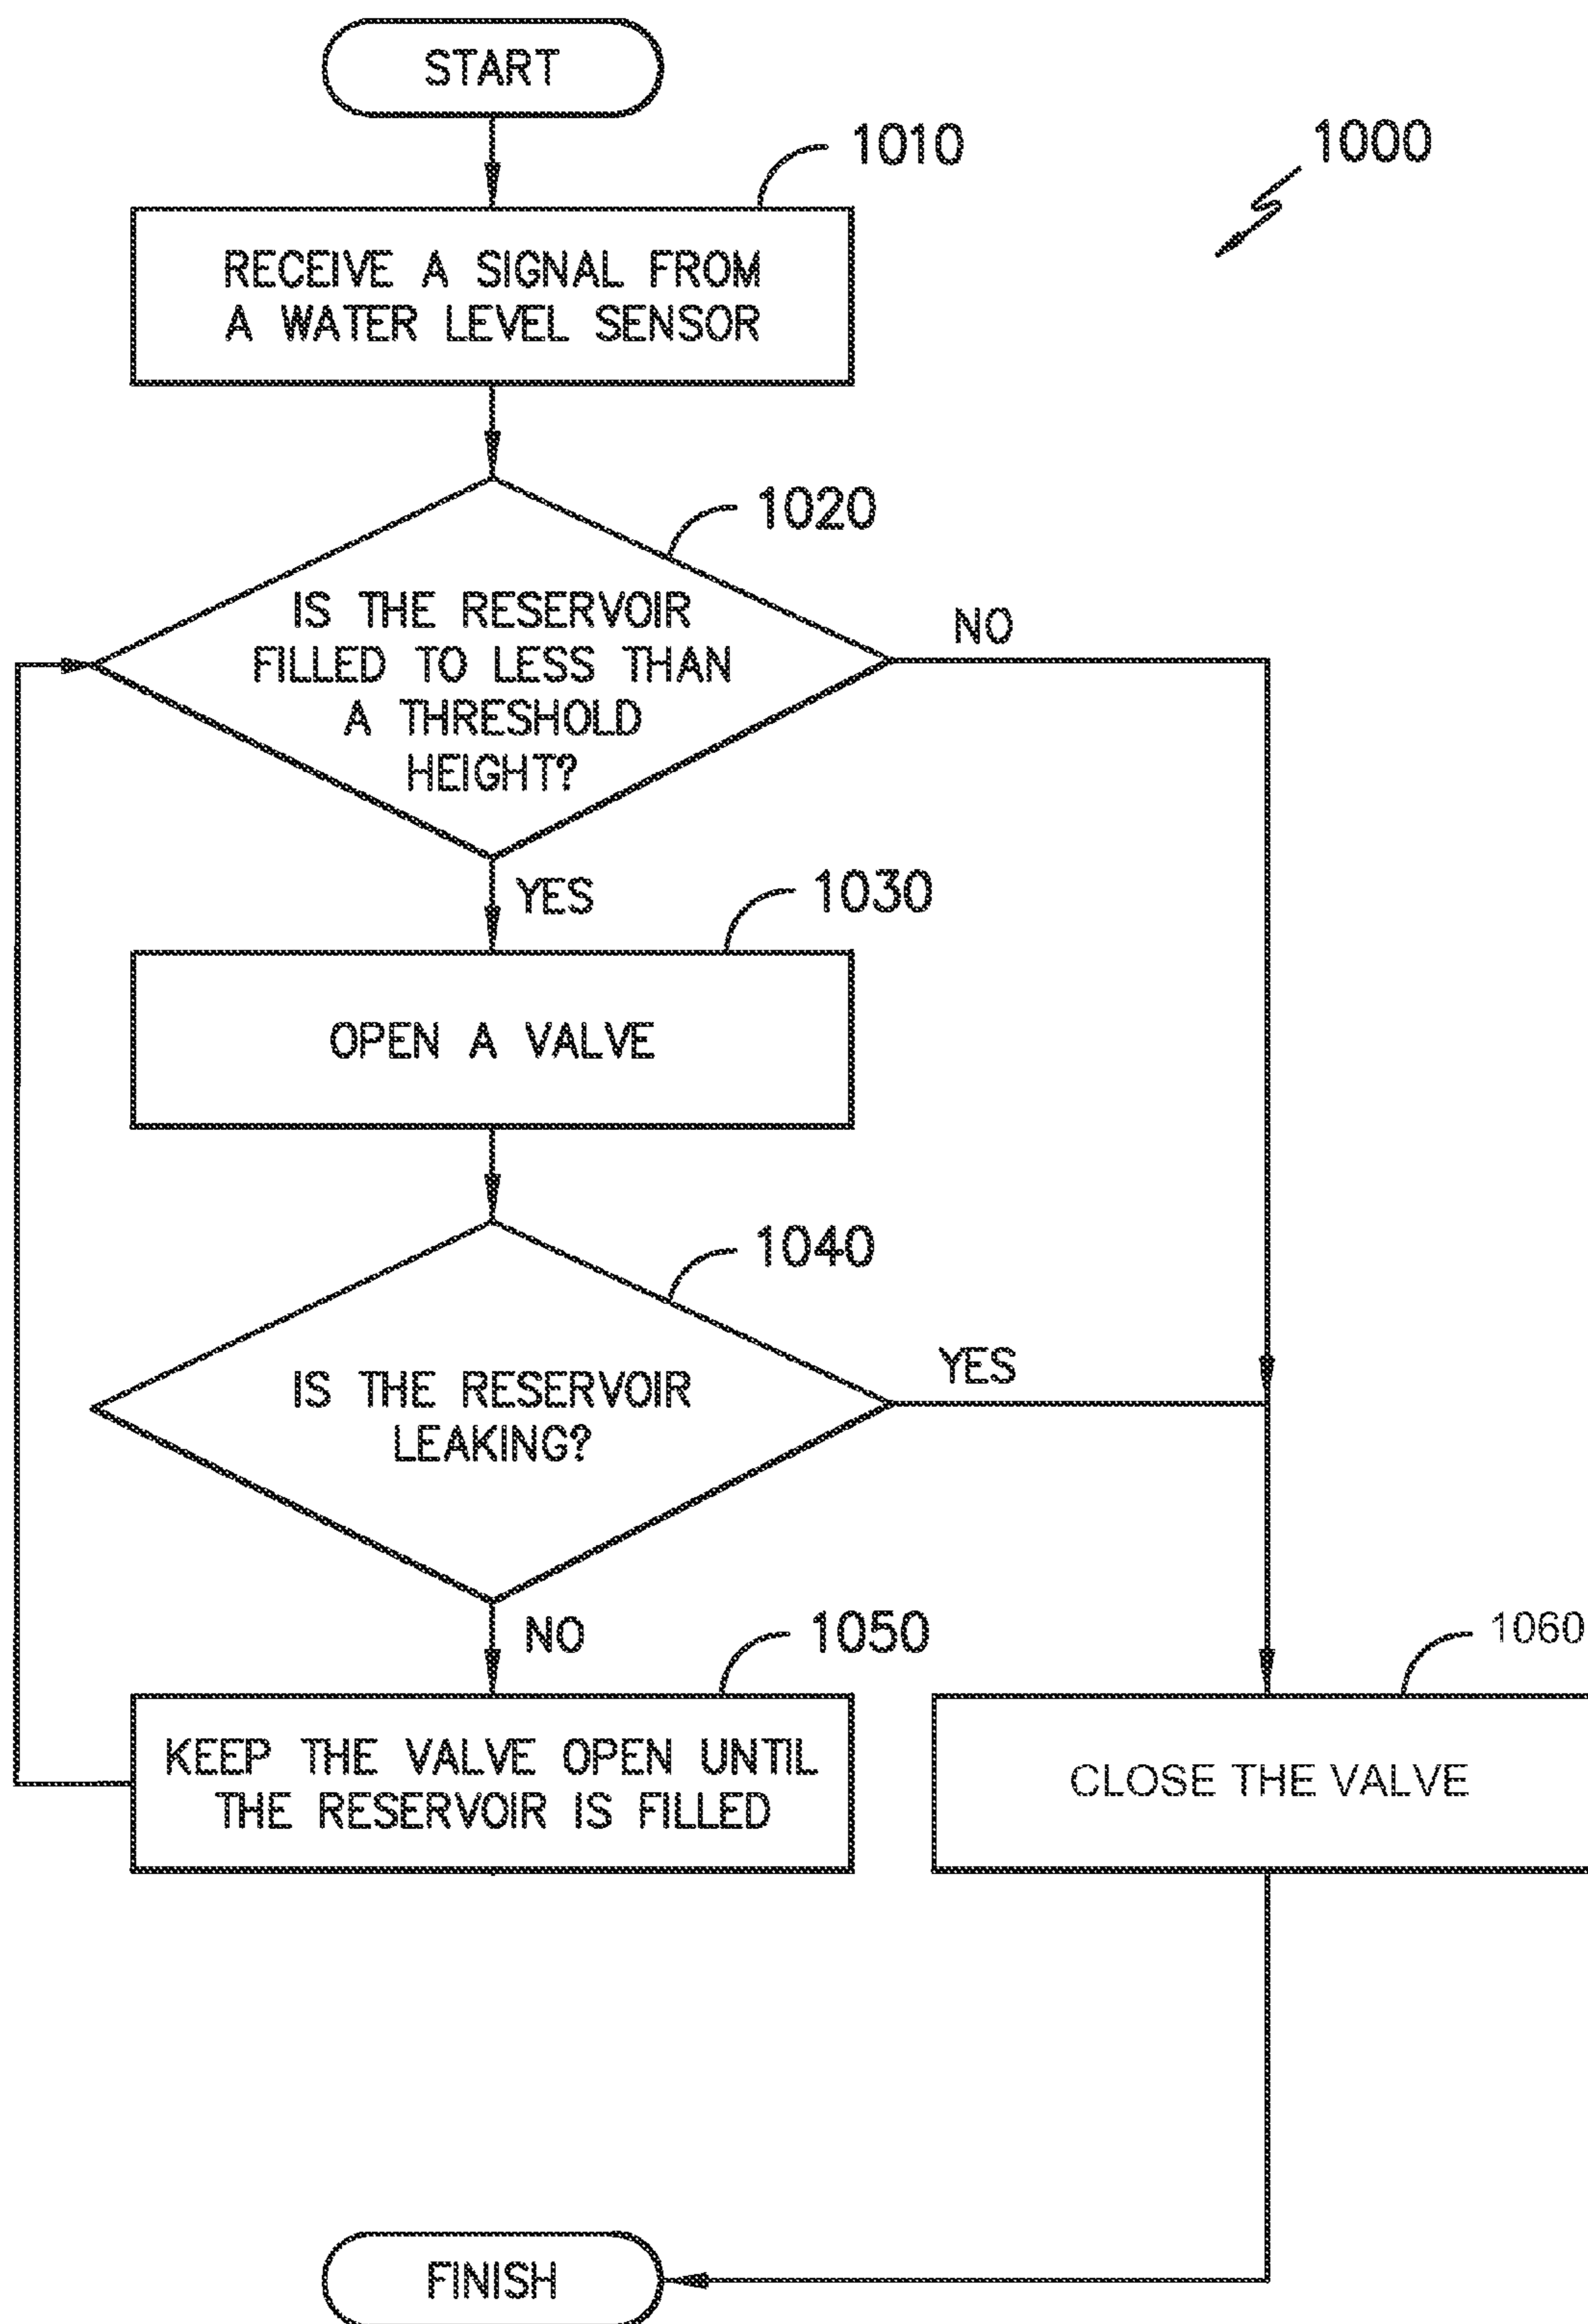 START
1010
1000
RECEIVE A SIGNAL FROM
A WATER LEVEL SENSOR
1020
IS THE RESERVOIR
FILLED TO LESS THAN
A THRESHOLD
HEIGHT?
NO
YES
1030
OPEN A VALVE
1040
IS THE RESERVOIR
LEAKING?
YES
NO
1050
1060
KEEP THE VALVE OPEN UNTIL
THE RESERVOIR IS FILLED
CLOSE THE VALVE
FINISH